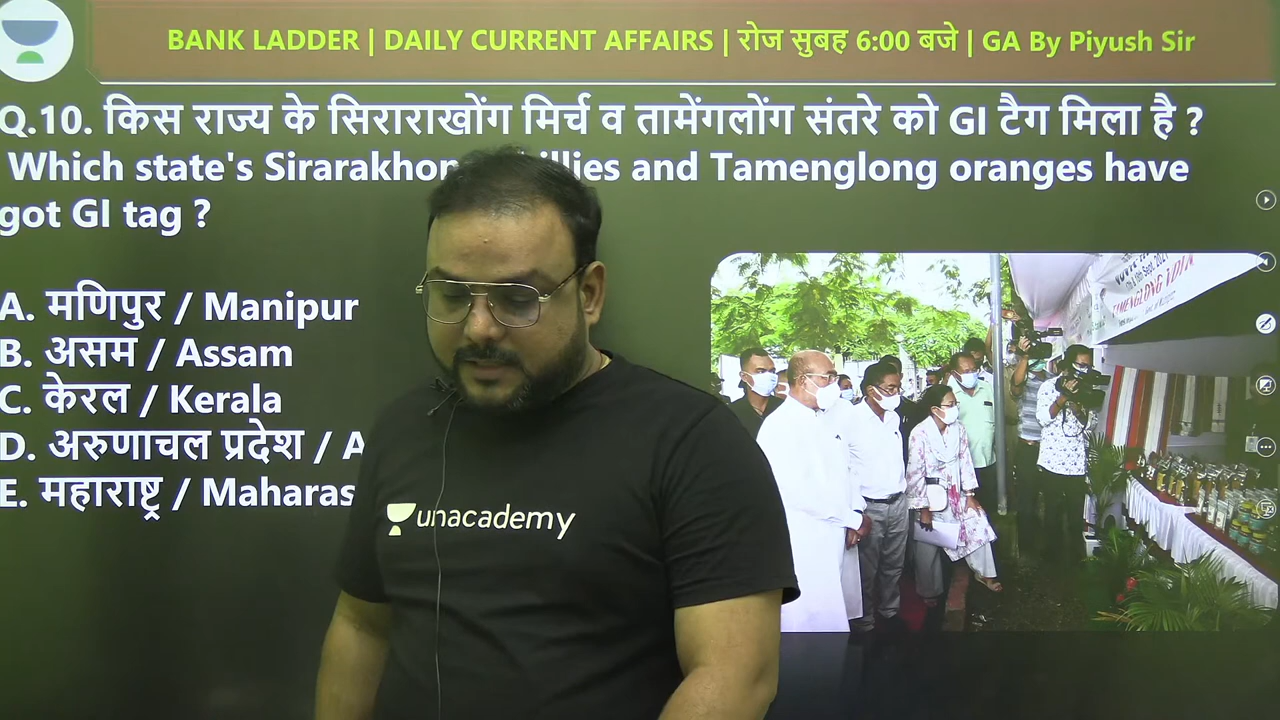 BANK LADDER | DAILY CURRENT AFFAIRS | रोज सुबह 6:00 बजे | GA By Piyush Sir
Q.10. किस राज्य के सिराराखोंग मिर्च व तामेंगलोंग संतरे को GI टैग मिला है ?
Which state's Sirarakhon illies and Tamenglong oranges have
got GI tag ?
A. मणिपुर / Manipur
B. असम / Assam
C. केरल / Kerala
D. अरुणाचल प्रदेश / A
E. महाराष्ट्र / Maharas
unacademy